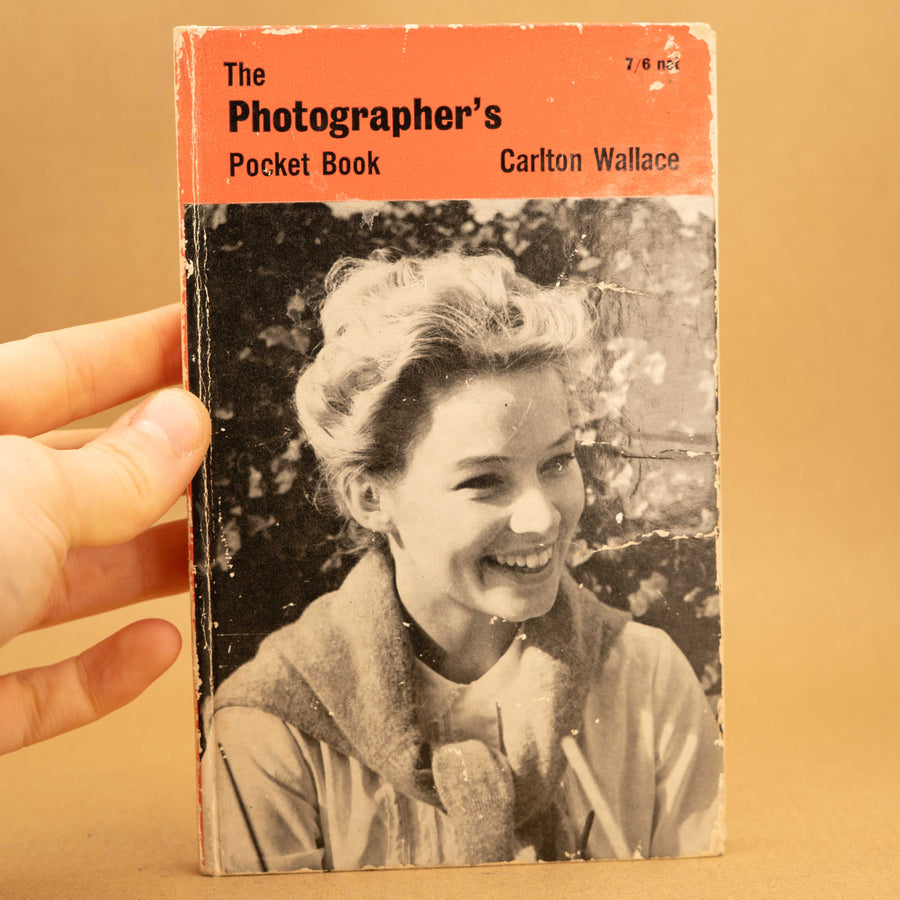 The
7/6 net
Photographer's
Pocket Book
Carlton Wallace